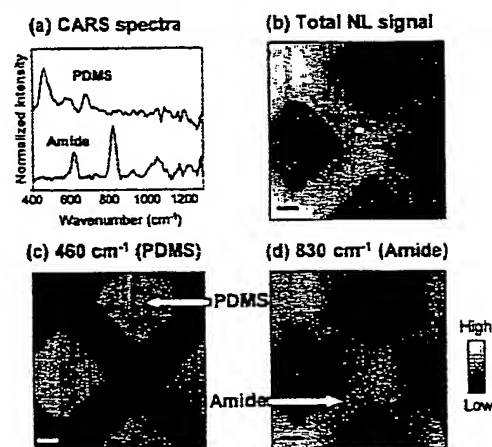 (a) CARS spectra
(b) Total NL signal
Normalized Intensity
PDMS
Amide
400 600 800 1000 1200
Wavenumber (cm⁻¹)
(c) 460 cm⁻¹ (PDMS)
(d) 830 cm⁻¹ (Amide)
PDMS
High
Amide
Low